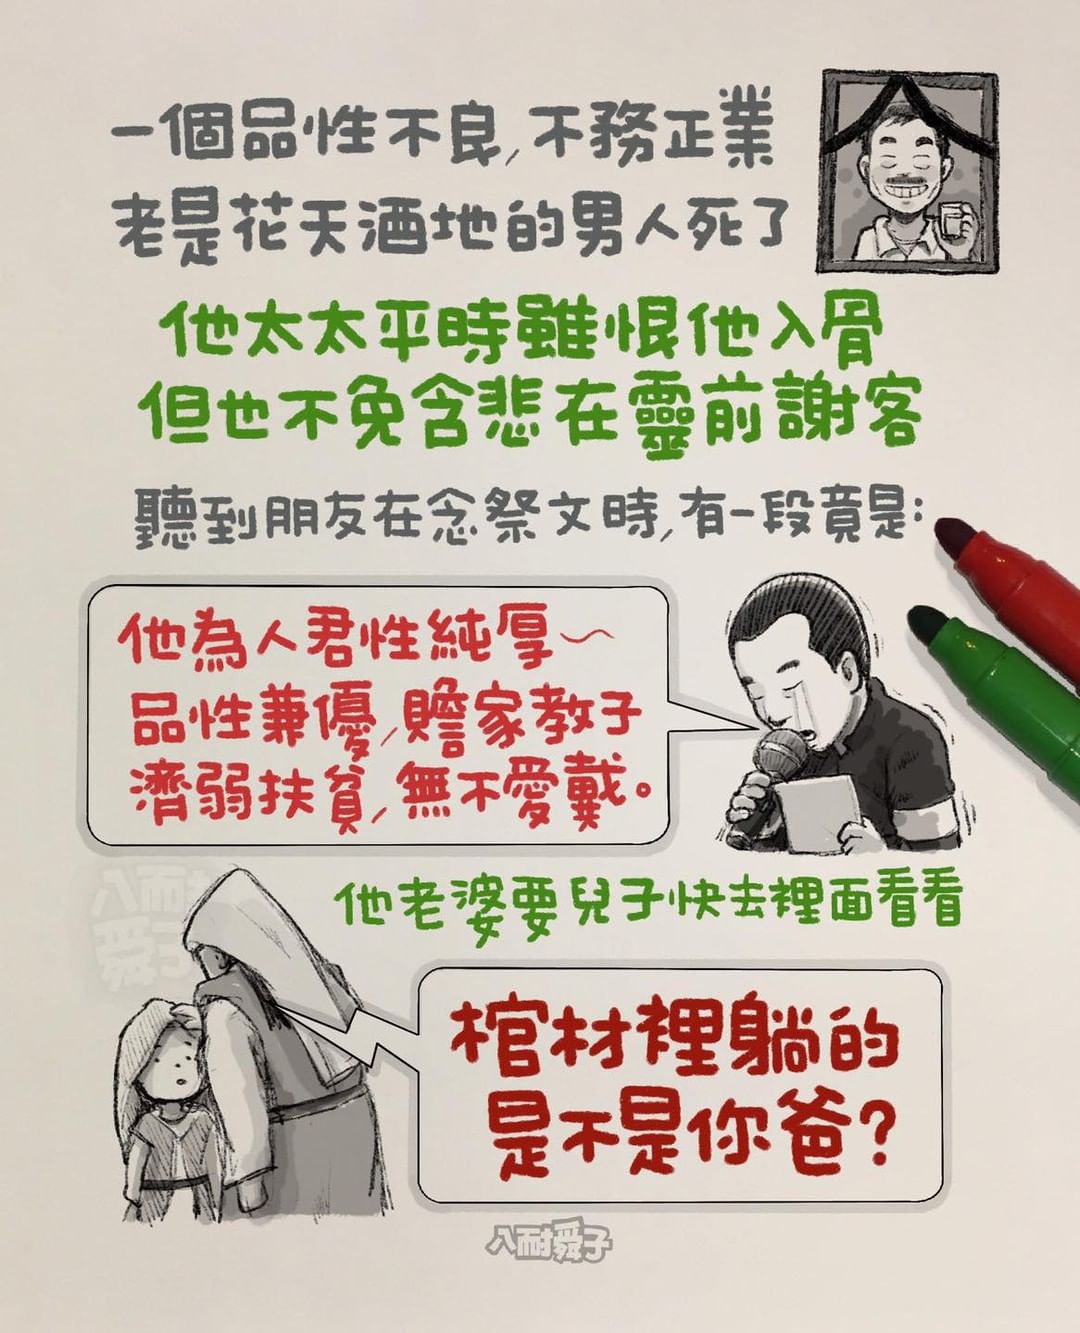 一個品性不良,不務正業
老是花天酒地的男人死了
他太太平時雖恨他入骨
但也不免含悲在靈前謝客
聽到朋友在念祭文時,有一段竟是:
他為人君性純厚~
品性兼優,贍家教子
濟弱扶貧,無不愛戴。
八耐舜子
他老婆要兒子快去裡面看看
棺材裡躺的
是不是你爸?
八耐舜子